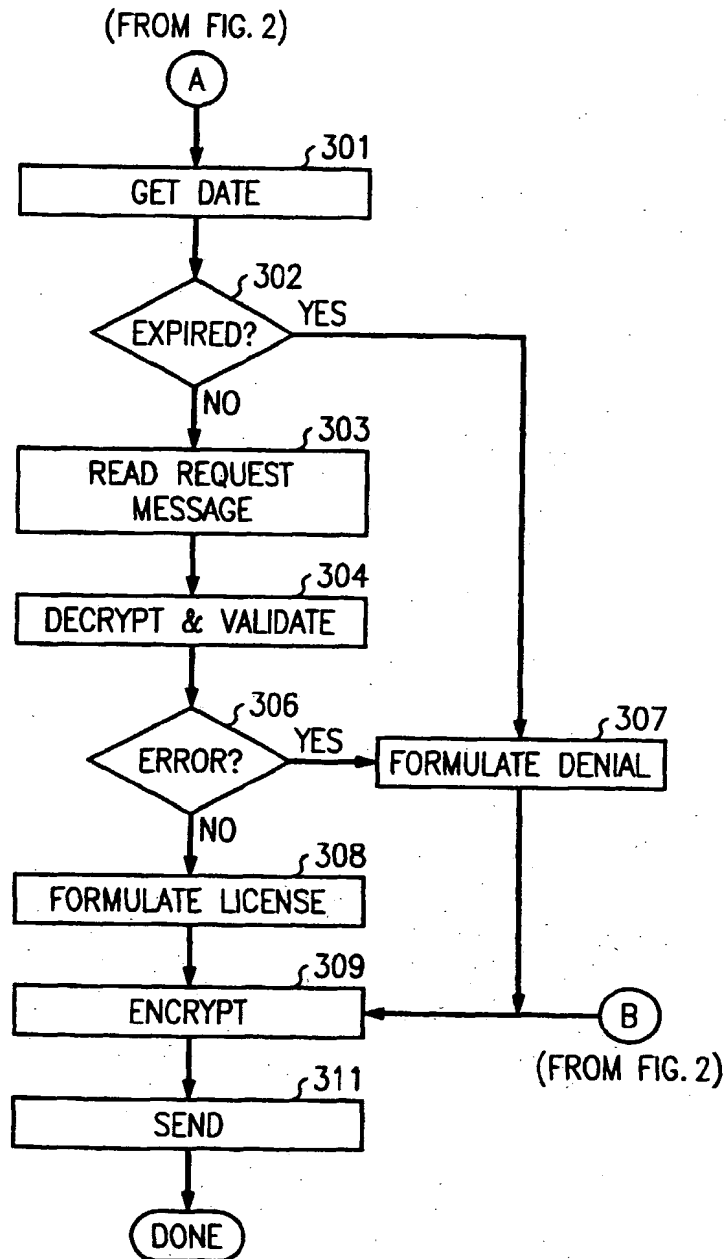 (FROM FIG. 2)
A
301
GET DATE
302
EXPIRED?
YES
NO
303
READ REQUEST
MESSAGE
304
DECRYPT & VALIDATE
306
ERROR?
YES
307
FORMULATE DENIAL
NO
308
FORMULATE LICENSE
309
ENCRYPT
B
(FROM FIG. 2)
311
SEND
DONE